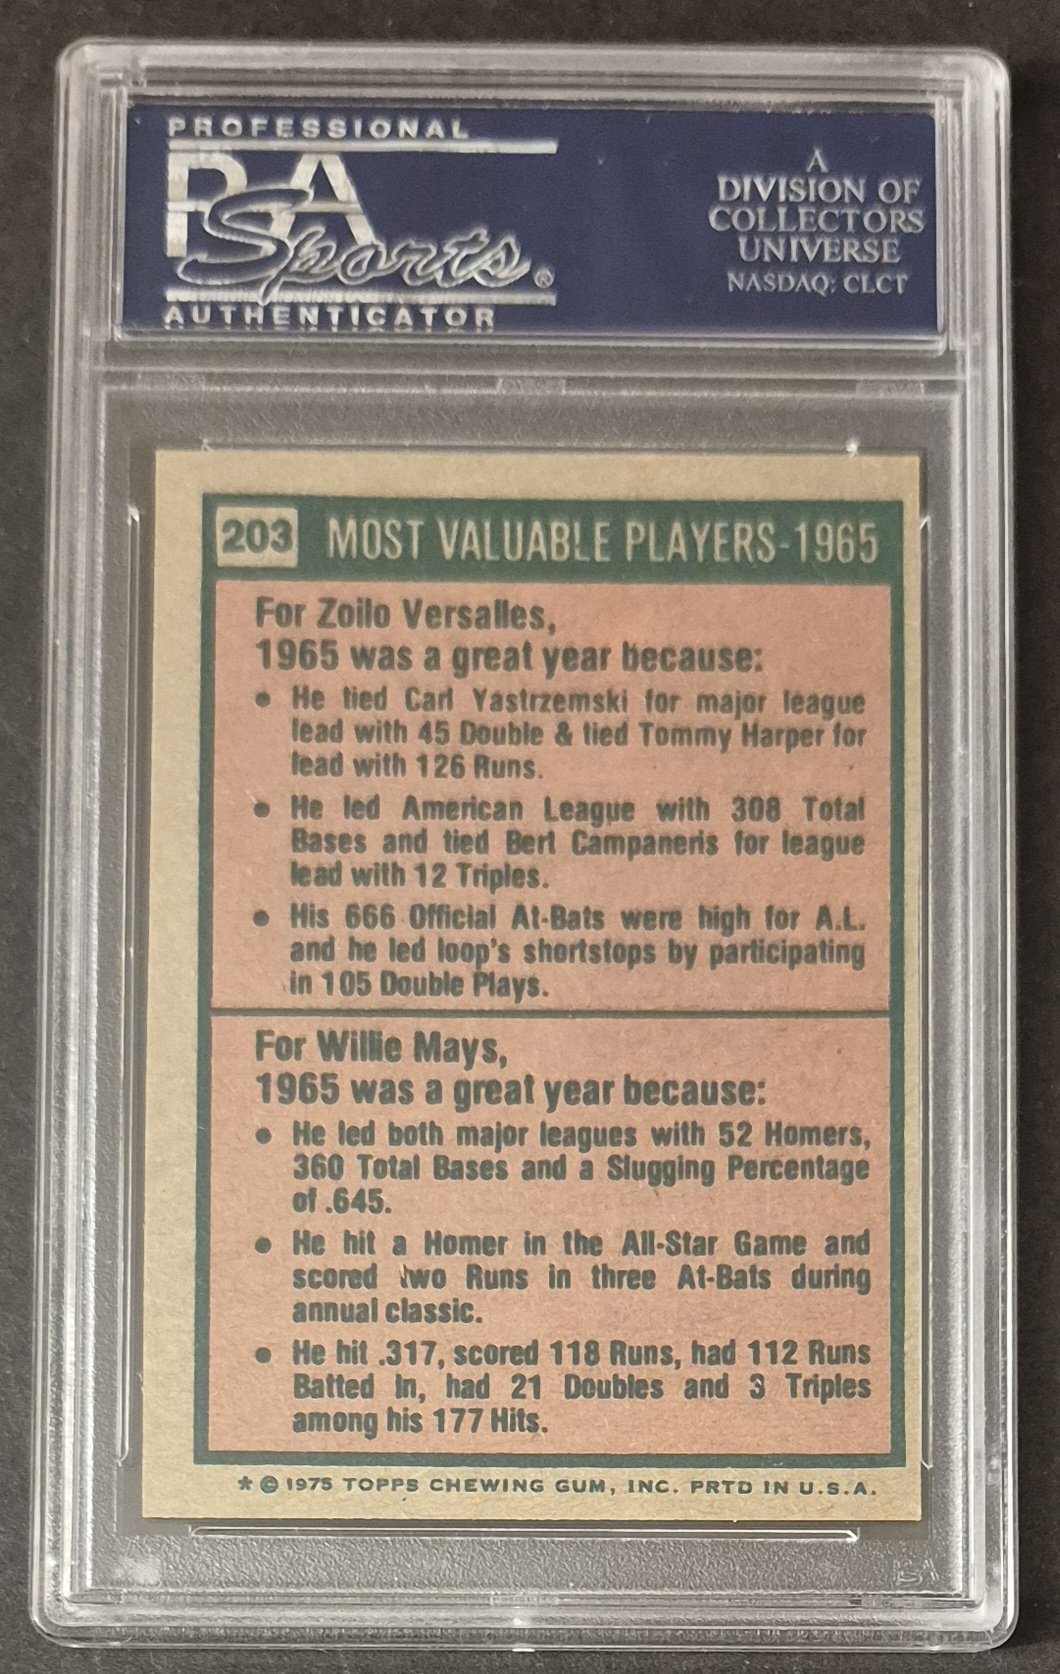 PROFESSIONAL
PSA
Sports®
AUTHENTICATOR
A
DIVISION OF
COLLECTORS
UNIVERSE
NASDAQ: CLCT
203 MOST VALUABLE PLAYERS-1965
For Zoilo Versalles,
1965 was a great year because:
• He tied Carl Yastrzemski for major league
lead with 45 Double & tied Tommy Harper for
lead with 126 Runs.
• He led American League with 308 Total
Bases and tied Bert Campaneris for league
lead with 12 Triples.
• His 666 Official At-Bats were high for A.L.
and he led loop's shortstops by participating
in 105 Double Plays.
For Willie Mays,
1965 was a great year because:
• He led both major leagues with 52 Homers,
360 Total Bases and a Slugging Percentage
of .645.
• He hit a Homer in the All-Star Game and
scored two Runs in three At-Bats during
annual classic.
• He hit .317, scored 118 Runs, had 112 Runs
Batted In, had 21 Doubles and 3 Triples
among his 177 Hits.
* © 1975 TOPPS CHEWING GUM, INC. PRTD IN U.S.A.